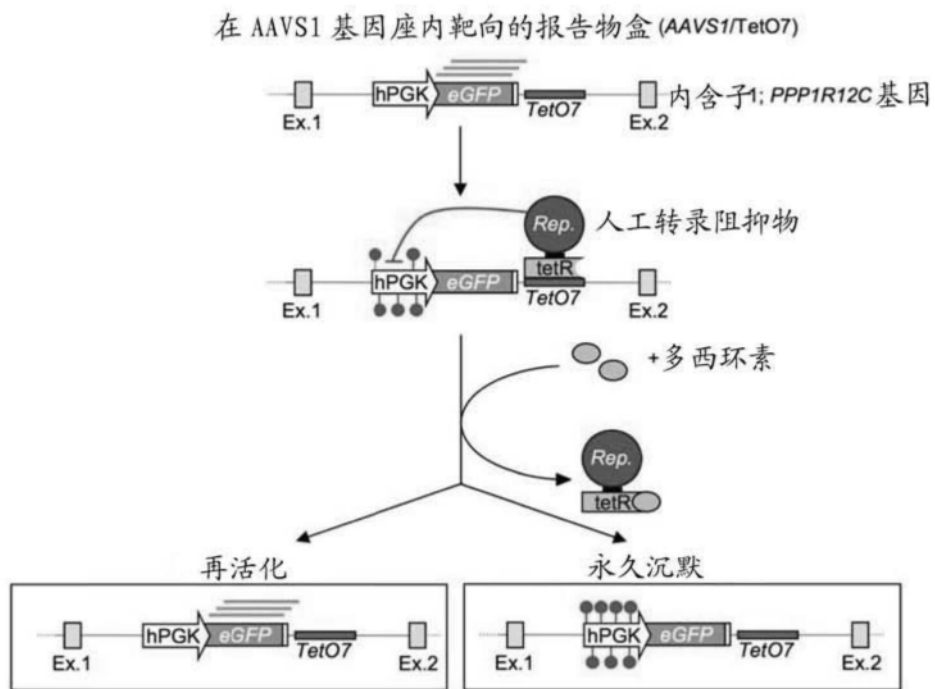 在 AAVS1 基因座内靶向的报告物盒 (AAVS1/TetO7)
hPGK eGFP
内含子1; PPP1R12C 基因
Ex.1 TetO7 Ex.2
Rep. 人工转录阻抑物
tetR
hPGK eGFP
Ex.1 TetO7 Ex.2
+多西环素
Rep.
tetR
再活化
永久沉默
hPGK eGFP
Ex.1 TetO7 Ex.2
hPGK eGFP
Ex.1 TetO7 Ex.2